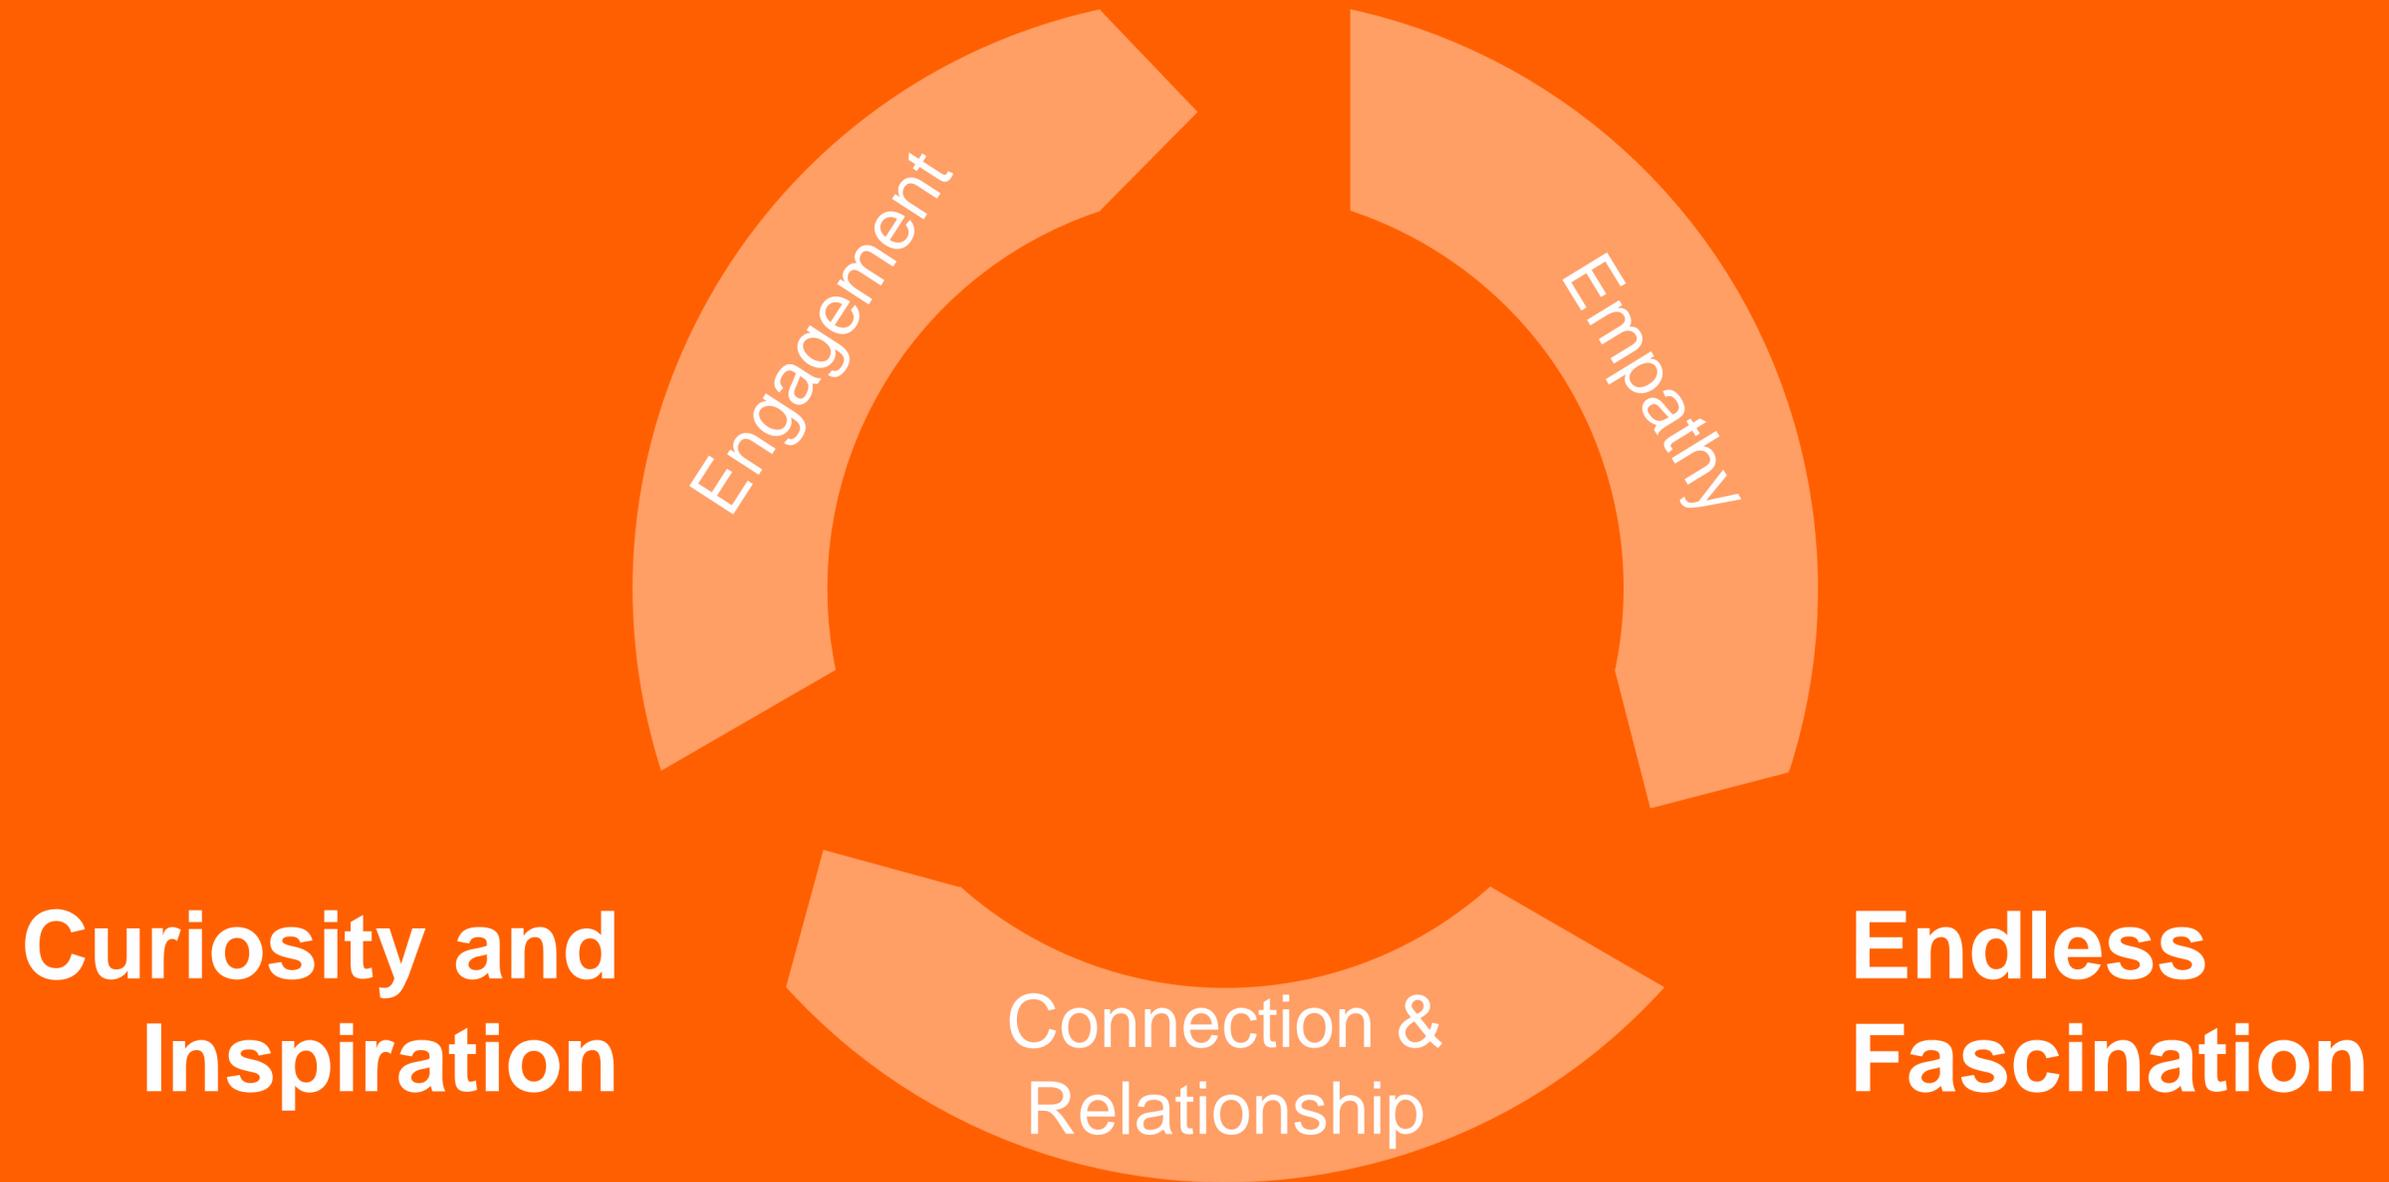 Engagement
Empathy
Curiosity and
Inspiration
Connection &
Relationship
Endless
Fascination